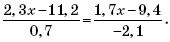 (2,3x−11,2)/0,7 = (1,7x−9,4)/−2,1.